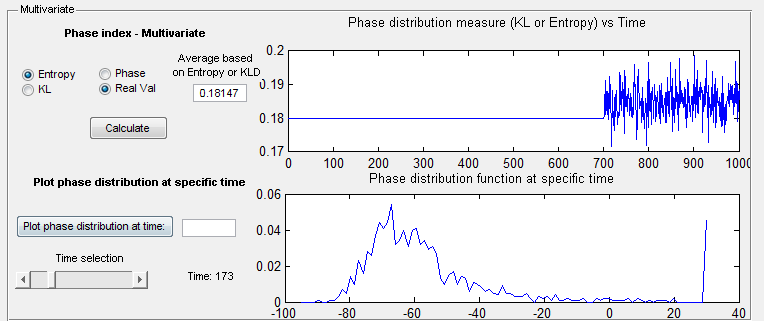 Multivariate
Phase index - Multivariate
Entropy
KL
Phase
Real Val
Average based
on Entropy or KLD
0.18147
Calculate
Phase distribution measure (KL or Entropy) vs Time
0.2
0.19
0.18
0.17
0 100 200 300 400 500 600 700 800 900 1000
Plot phase distribution at specific time
Plot phase distribution at time:
Time selection
Time: 173
Phase distribution function at specific time
0.06
0.04
0.02
0
-100 -80 -60 -40 -20 0 20 40